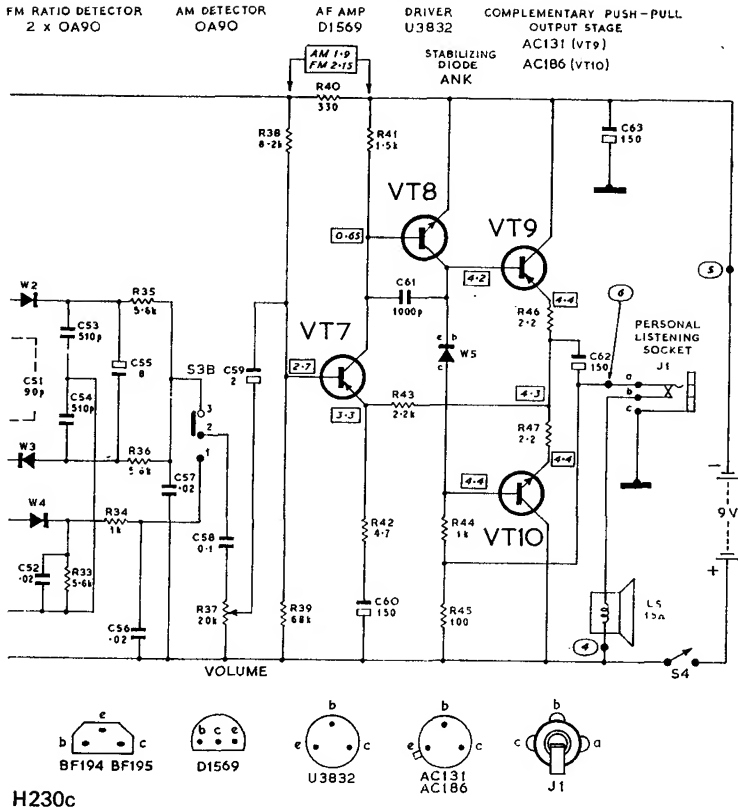 FM RATIO DETECTOR
2 x OA90
AM DETECTOR
OA90
AF AMP
D1569
DRIVER
U3832
COMPLEMENTARY PUSH-PULL
OUTPUT STAGE
AC131 (VT9)
AC186 (VT10)
STABILIZING
DIODE
ANK
AM 1·9
FM 2·15
R40
330
R38
8·2k
R41
1·5k
C63
150
VT8
VT9
0·65
4·2
4·4
5
6
W2
R35
5·6k
C61
1000p
R46
2·2
PERSONAL
LISTENING
SOCKET
J1
C53
510p
C55
8
VT7
e b
W5
c
C62
150
a
b
c
C51
90p
S3B
C59
2
2·7
C54
510p
3
2
1
3·3
R43
2·2k
4·3
R47
2·2
W3
R36
5·6k
4·4
4·4
-
9V
+
W4
R34
1k
C57
·02
C58
0·1
R42
4·7
R44
1k
VT10
C52
·02
R33
5·6k
R37
20k
R39
68k
C60
150
R45
100
L5
15Ω
C56
·02
4
VOLUME
S4
e
b c
BF194 BF195
b c e
D1569
b
e c
U3832
b
e c
AC131
AC186
b
c a
J1
H230c